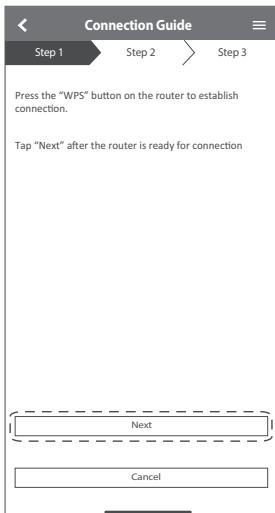 Connection Guide
Step 1 Step 2 Step 3
Press the “WPS” button on the router to establish
connection.
Tap “Next” after the router is ready for connection
Next
Cancel